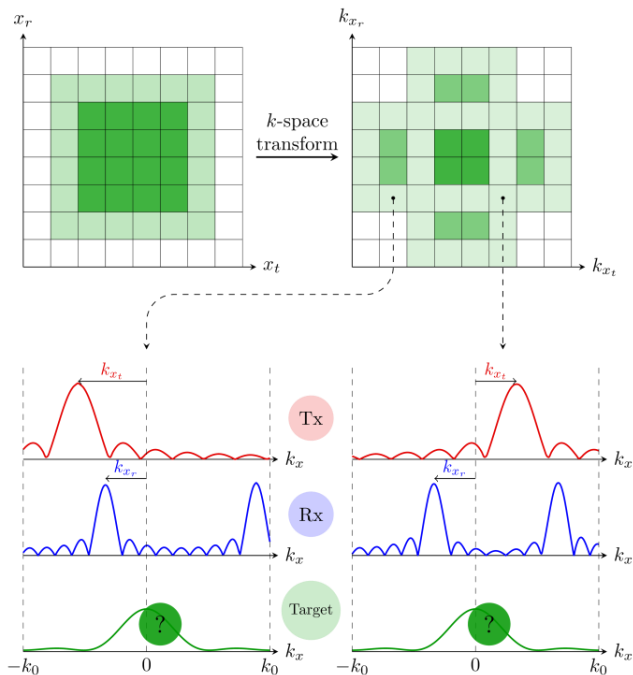 x_r
k_{x_r}
k-space
transform
x_t
k_{x_t}
k_{x_t}
k_{x_t}
Tx
k_x
k_x
k_{x_r}
k_{x_r}
Rx
k_x
k_x
Target
?
?
k_x
k_x
−k_0
0
k_0
−k_0
0
k_0